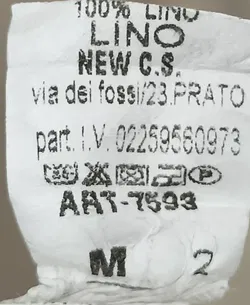 100% LINO
LINO
NEW C.S.
via dei fossi/23.PRATO
part. I.V. 02259560973
P
ART-7593
M 2